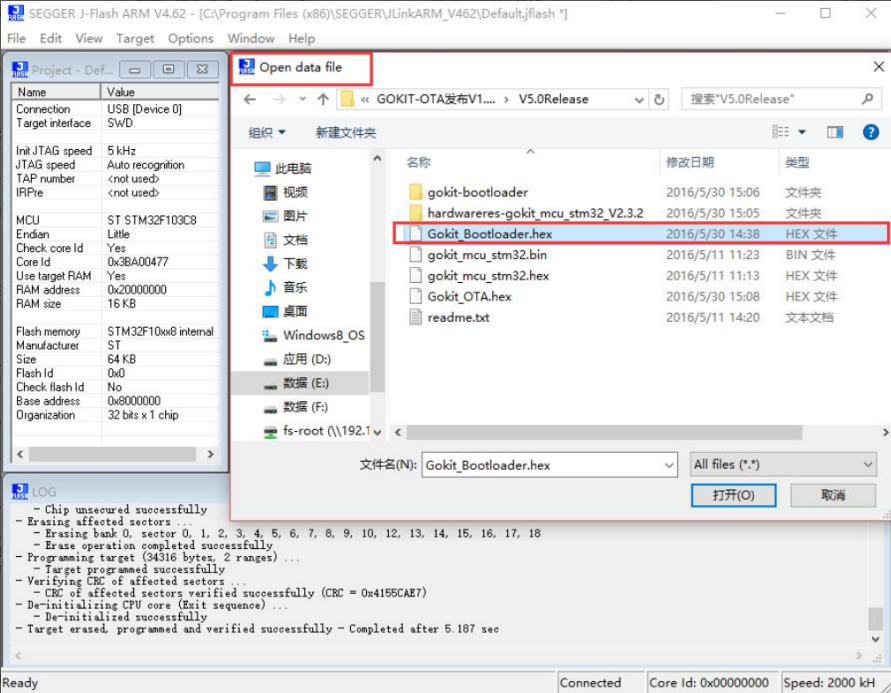 SEGGER J-Flash ARM V4.62 - [C:\Program Files (x86)\SEGGER\JLinkARM_V462\Default.jflash *]
File Edit View Target Options Window Help
Project - Def...
Name Value
Connection USB [Device 0]
Target interface SWD
Init JTAG speed 5 kHz
JTAG speed Auto recognition
TAP number <not used>
IRPre <not used>
MCU ST STM32F103C8
Endian Little
Check core Id Yes
Core Id 0x3BA00477
Use target RAM Yes
RAM address 0x20000000
RAM size 16 KB
Flash memory STM32F10xx8 internal
Manufacturer ST
Size 64 KB
Flash Id 0x0
Check flash Id No
Base address 0x8000000
Organization 32 bits x 1 chip
Open data file
« GOKIT-OTA发布V1.... › V5.0Release
搜索"V5.0Release"
组织 新建文件夹
此电脑
视频
图片
文档
下载
音乐
桌面
Windows8_OS
应用 (D:)
数据 (E:)
数据 (F:)
fs-root (\\192.1
名称 修改日期 类型
gokit-bootloader 2016/5/30 15:06 文件夹
hardwareres-gokit_mcu_stm32_V2.3.2 2016/5/30 15:05 文件夹
Gokit_Bootloader.hex 2016/5/30 14:38 HEX 文件
gokit_mcu_stm32.bin 2016/5/11 11:23 BIN 文件
gokit_mcu_stm32.hex 2016/5/11 11:13 HEX 文件
Gokit_OTA.hex 2016/5/30 15:08 HEX 文件
readme.txt 2016/5/11 14:20 文本文档
文件名(N): Gokit_Bootloader.hex All files (*.*)
打开(O) 取消
LOG
- Chip unsecured successfully
- Erasing affected sectors ...
- Erasing bank 0, sector 0, 1, 2, 3, 4, 5, 6, 7, 8, 9, 10, 12, 13, 14, 15, 16, 17, 18
- Erase operation completed successfully
- Programming target (34316 bytes, 2 ranges) ...
- Target programmed successfully
- Verifying CRC of affected sectors ...
- CRC of affected sectors verified successfully (CRC = 0x4155CAE7)
- De-initializing CPU core (Exit sequence) ...
- De-initialized successfully
- Target erased, programmed and verified successfully - Completed after 5.187 sec
Ready Connected Core Id: 0x00000000 Speed: 2000 kH